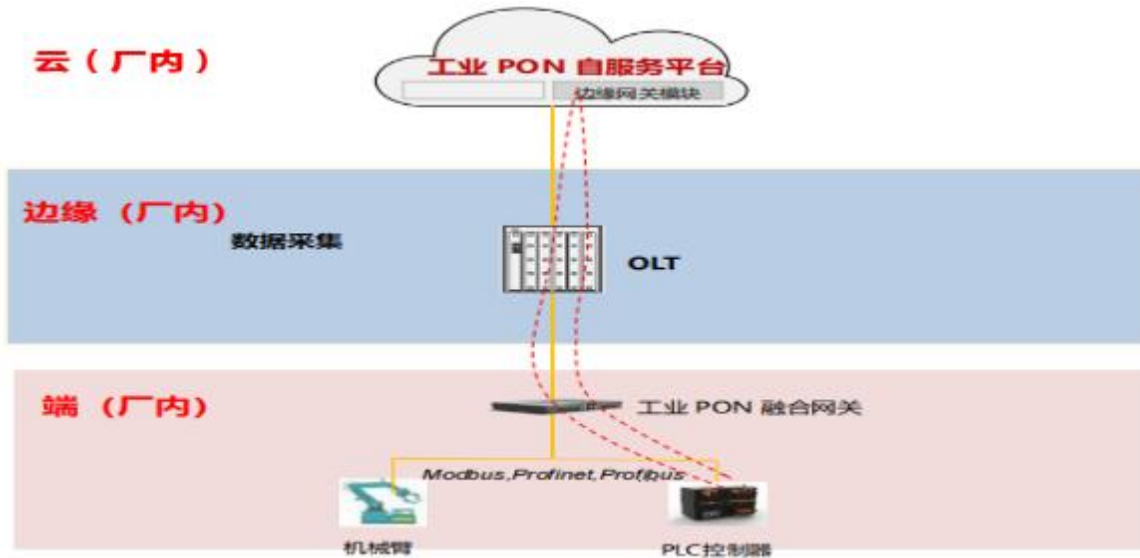 云（厂内）
工业 PON 自服务平台
边缘网关模块
边缘（厂内）
数据采集
OLT
端（厂内）
工业 PON 融合网关
Modbus,Profinet,Profibus
机械臂
PLC控制器